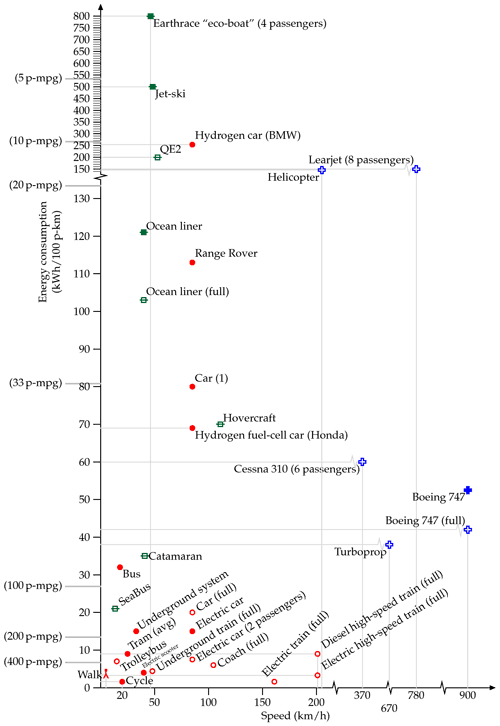 800
Earthrace “eco-boat” (4 passengers)
750
700
650
600
550
(5 p-mpg)
500
Jet-ski
450
400
350
300
(10 p-mpg)
250
Hydrogen car (BMW)
200
QE2
150
Learjet (8 passengers)
Helicopter
(20 p-mpg)
Energy consumption
(kWh/100 p-km)
130
Ocean liner
120
Range Rover
110
Ocean liner (full)
100
90
(33 p-mpg)
80
Car (1)
70
Hovercraft
Hydrogen fuel-cell car (Honda)
60
Cessna 310 (6 passengers)
50
Boeing 747
Boeing 747 (full)
40
Turboprop
Catamaran
30
Bus
(100 p-mpg)
20
SeaBus
Underground system
Car (full)
(200 p-mpg)
Electric car
10
Tram (avg)
Trolleybus
Electric scooter
Underground train (full)
Electric car (2 passengers)
Coach (full)
Electric train (full)
Diesel high-speed train (full)
Electric high-speed train (full)
(400 p-mpg)
Walk
Cycle
0
20
50
100
150
200
370
670
780
900
Speed (km/h)